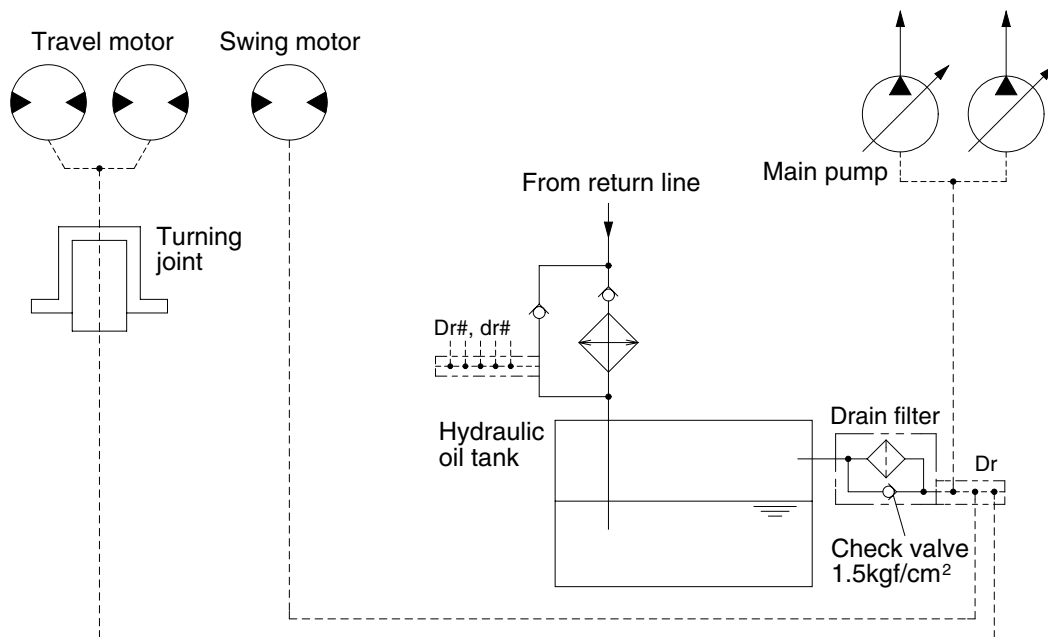 Travel motor
Swing motor
Main pump
From return line
Turning
joint
Dr#, dr#
Hydraulic
oil tank
Drain filter
Dr
Check valve
1.5kgf/cm²